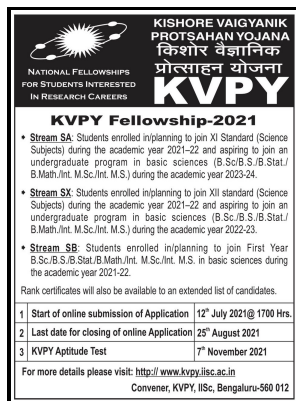 KISHORE VAIGYANIK
PROTSAHAN YOJANA
किशोर वैज्ञानिक
प्रोत्साहन योजना
KVPY
NATIONAL FELLOWSHIPS
FOR STUDENTS INTERESTED
IN RESEARCH CAREERS
KVPY Fellowship-2021
Stream SA: Students enrolled in/planning to join XI Standard (Science
Subjects) during the academic year 2021–22 and aspiring to join an
undergraduate program in basic sciences (B.Sc/B.S./B.Stat./
B.Math./Int. M.Sc./Int. M.S.) during the academic year 2023-24.
Stream SX: Students enrolled in/planning to join XII standard (Science
subjects) during the academic year 2021–22 and aspiring to join an
undergraduate program in basic sciences (B.Sc./B.S./B.Stat./
B.Math./Int. M.Sc./Int. M.S.) during the academic year 2022-23.
Stream SB: Students enrolled in/planning to join First Year
B.Sc./B.S./B.Stat./B.Math./Int. M.Sc./Int. M.S. in basic sciences during
the academic year 2021-22.
Rank certificates will also be available to an extended list of candidates.
1 Start of online submission of Application 12th July 2021@ 1700 Hrs.
2 Last date for closing of online Application 25th August 2021
3 KVPY Aptitude Test 7th November 2021
For more details please visit: http:// www.kvpy.iisc.ac.in
Convener, KVPY, IISc, Bengaluru-560 012